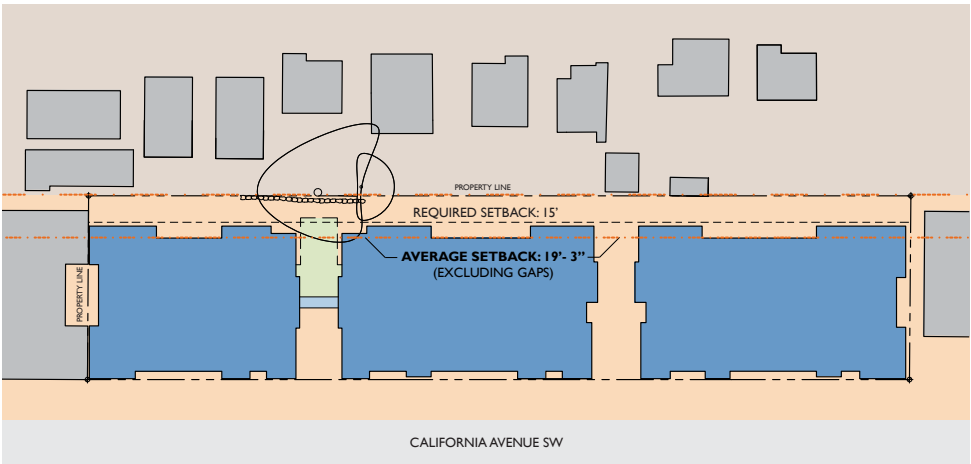 PROPERTY LINE
REQUIRED SETBACK: 15'
AVERAGE SETBACK: 19'- 3"
(EXCLUDING GAPS)
PROPERTY LINE
CALIFORNIA AVENUE SW